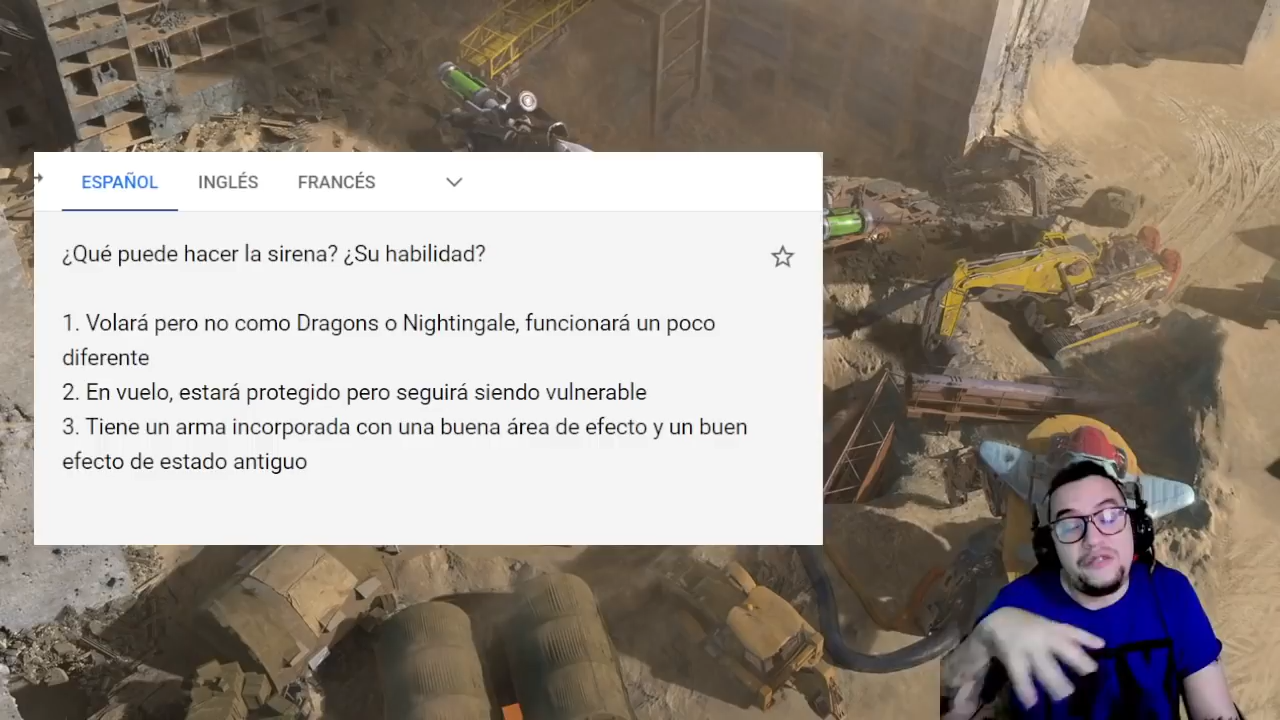 ESPAÑOL INGLÉS FRANCÉS
¿Qué puede hacer la sirena? ¿Su habilidad?
1. Volará pero no como Dragons o Nightingale, funcionará un poco
diferente
2. En vuelo, estará protegido pero seguirá siendo vulnerable
3. Tiene un arma incorporada con una buena área de efecto y un buen
efecto de estado antiguo